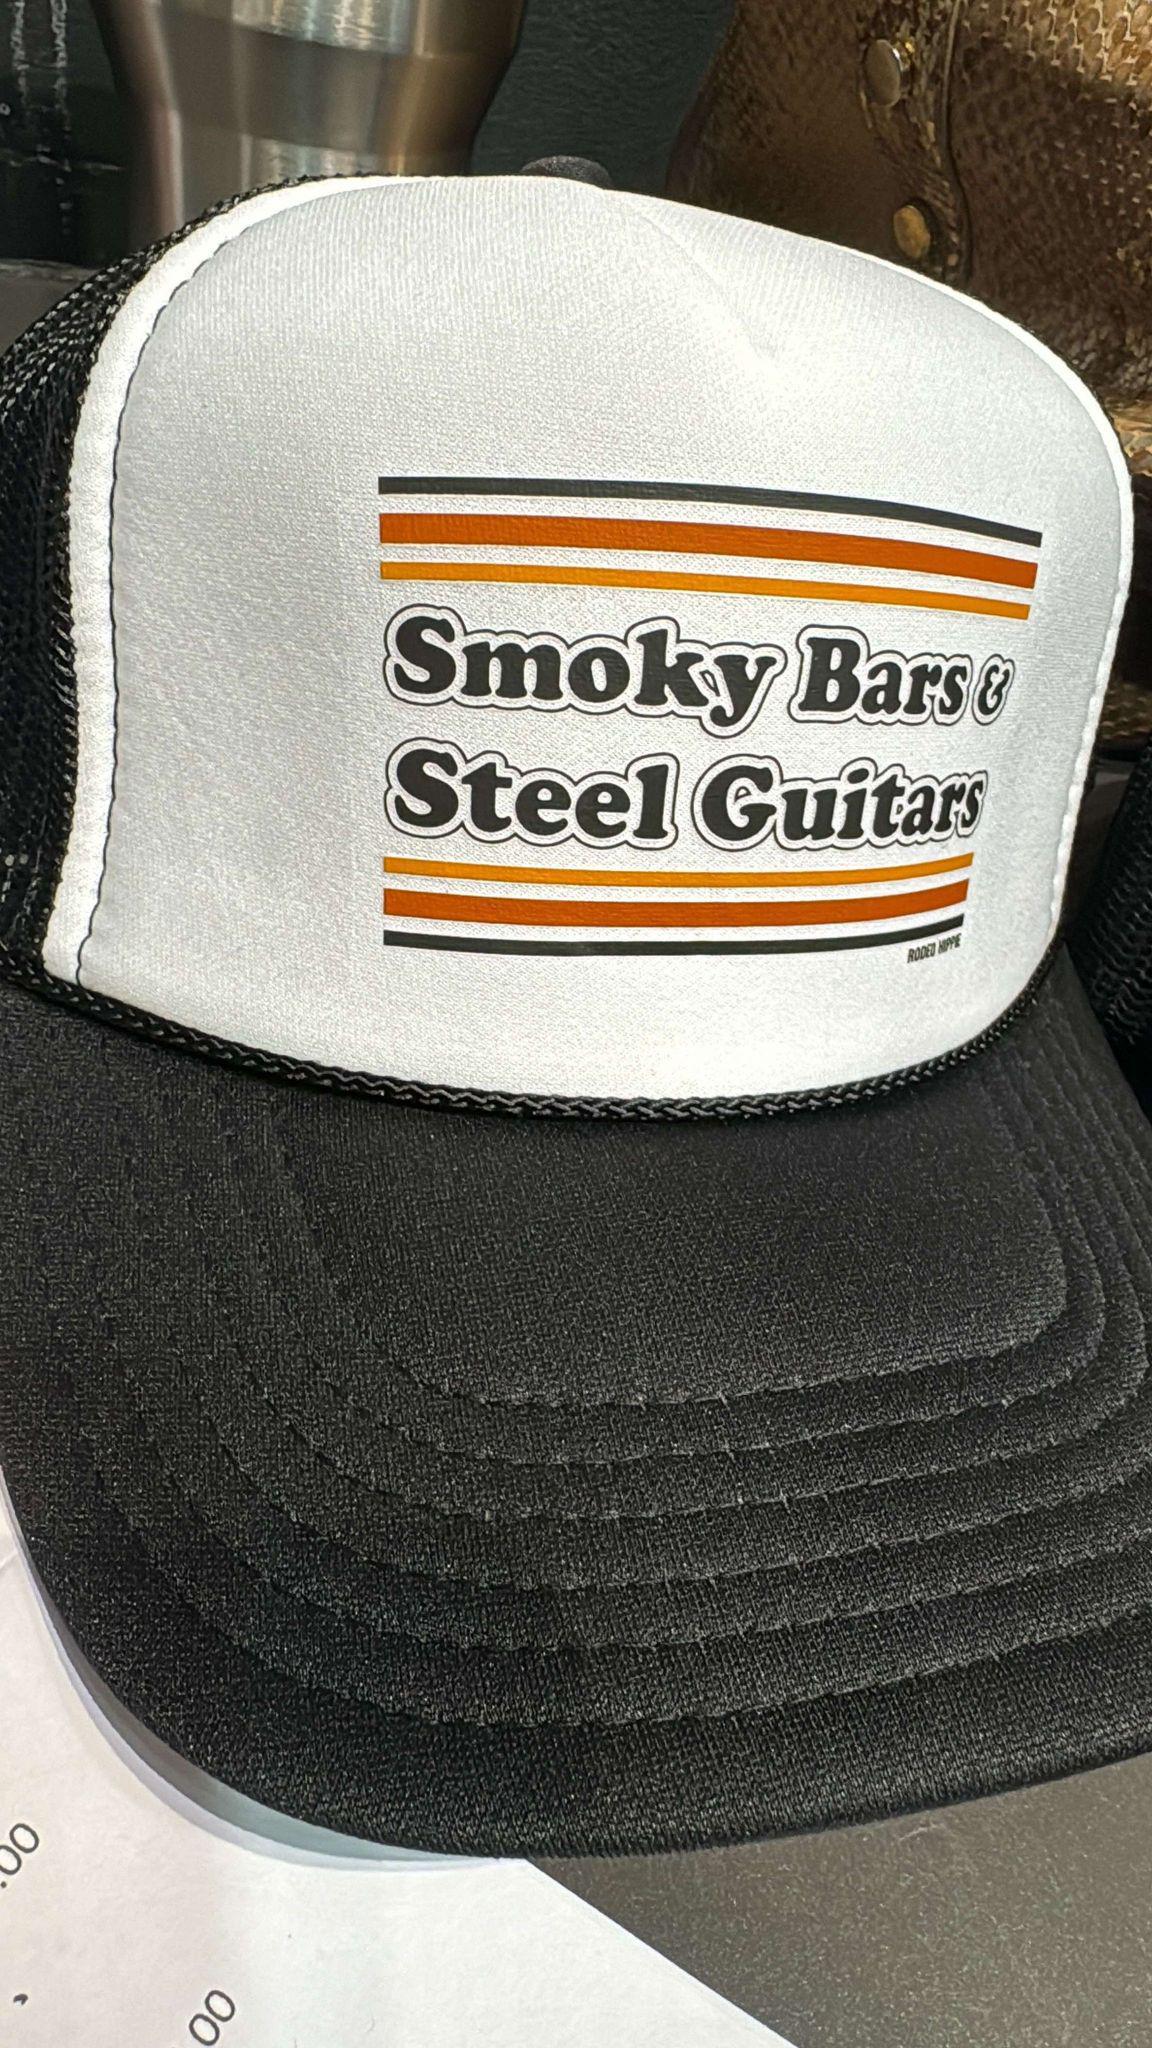 Smoky Bars &
Steel Guitars
RODEO HIPPIE
.00
.00